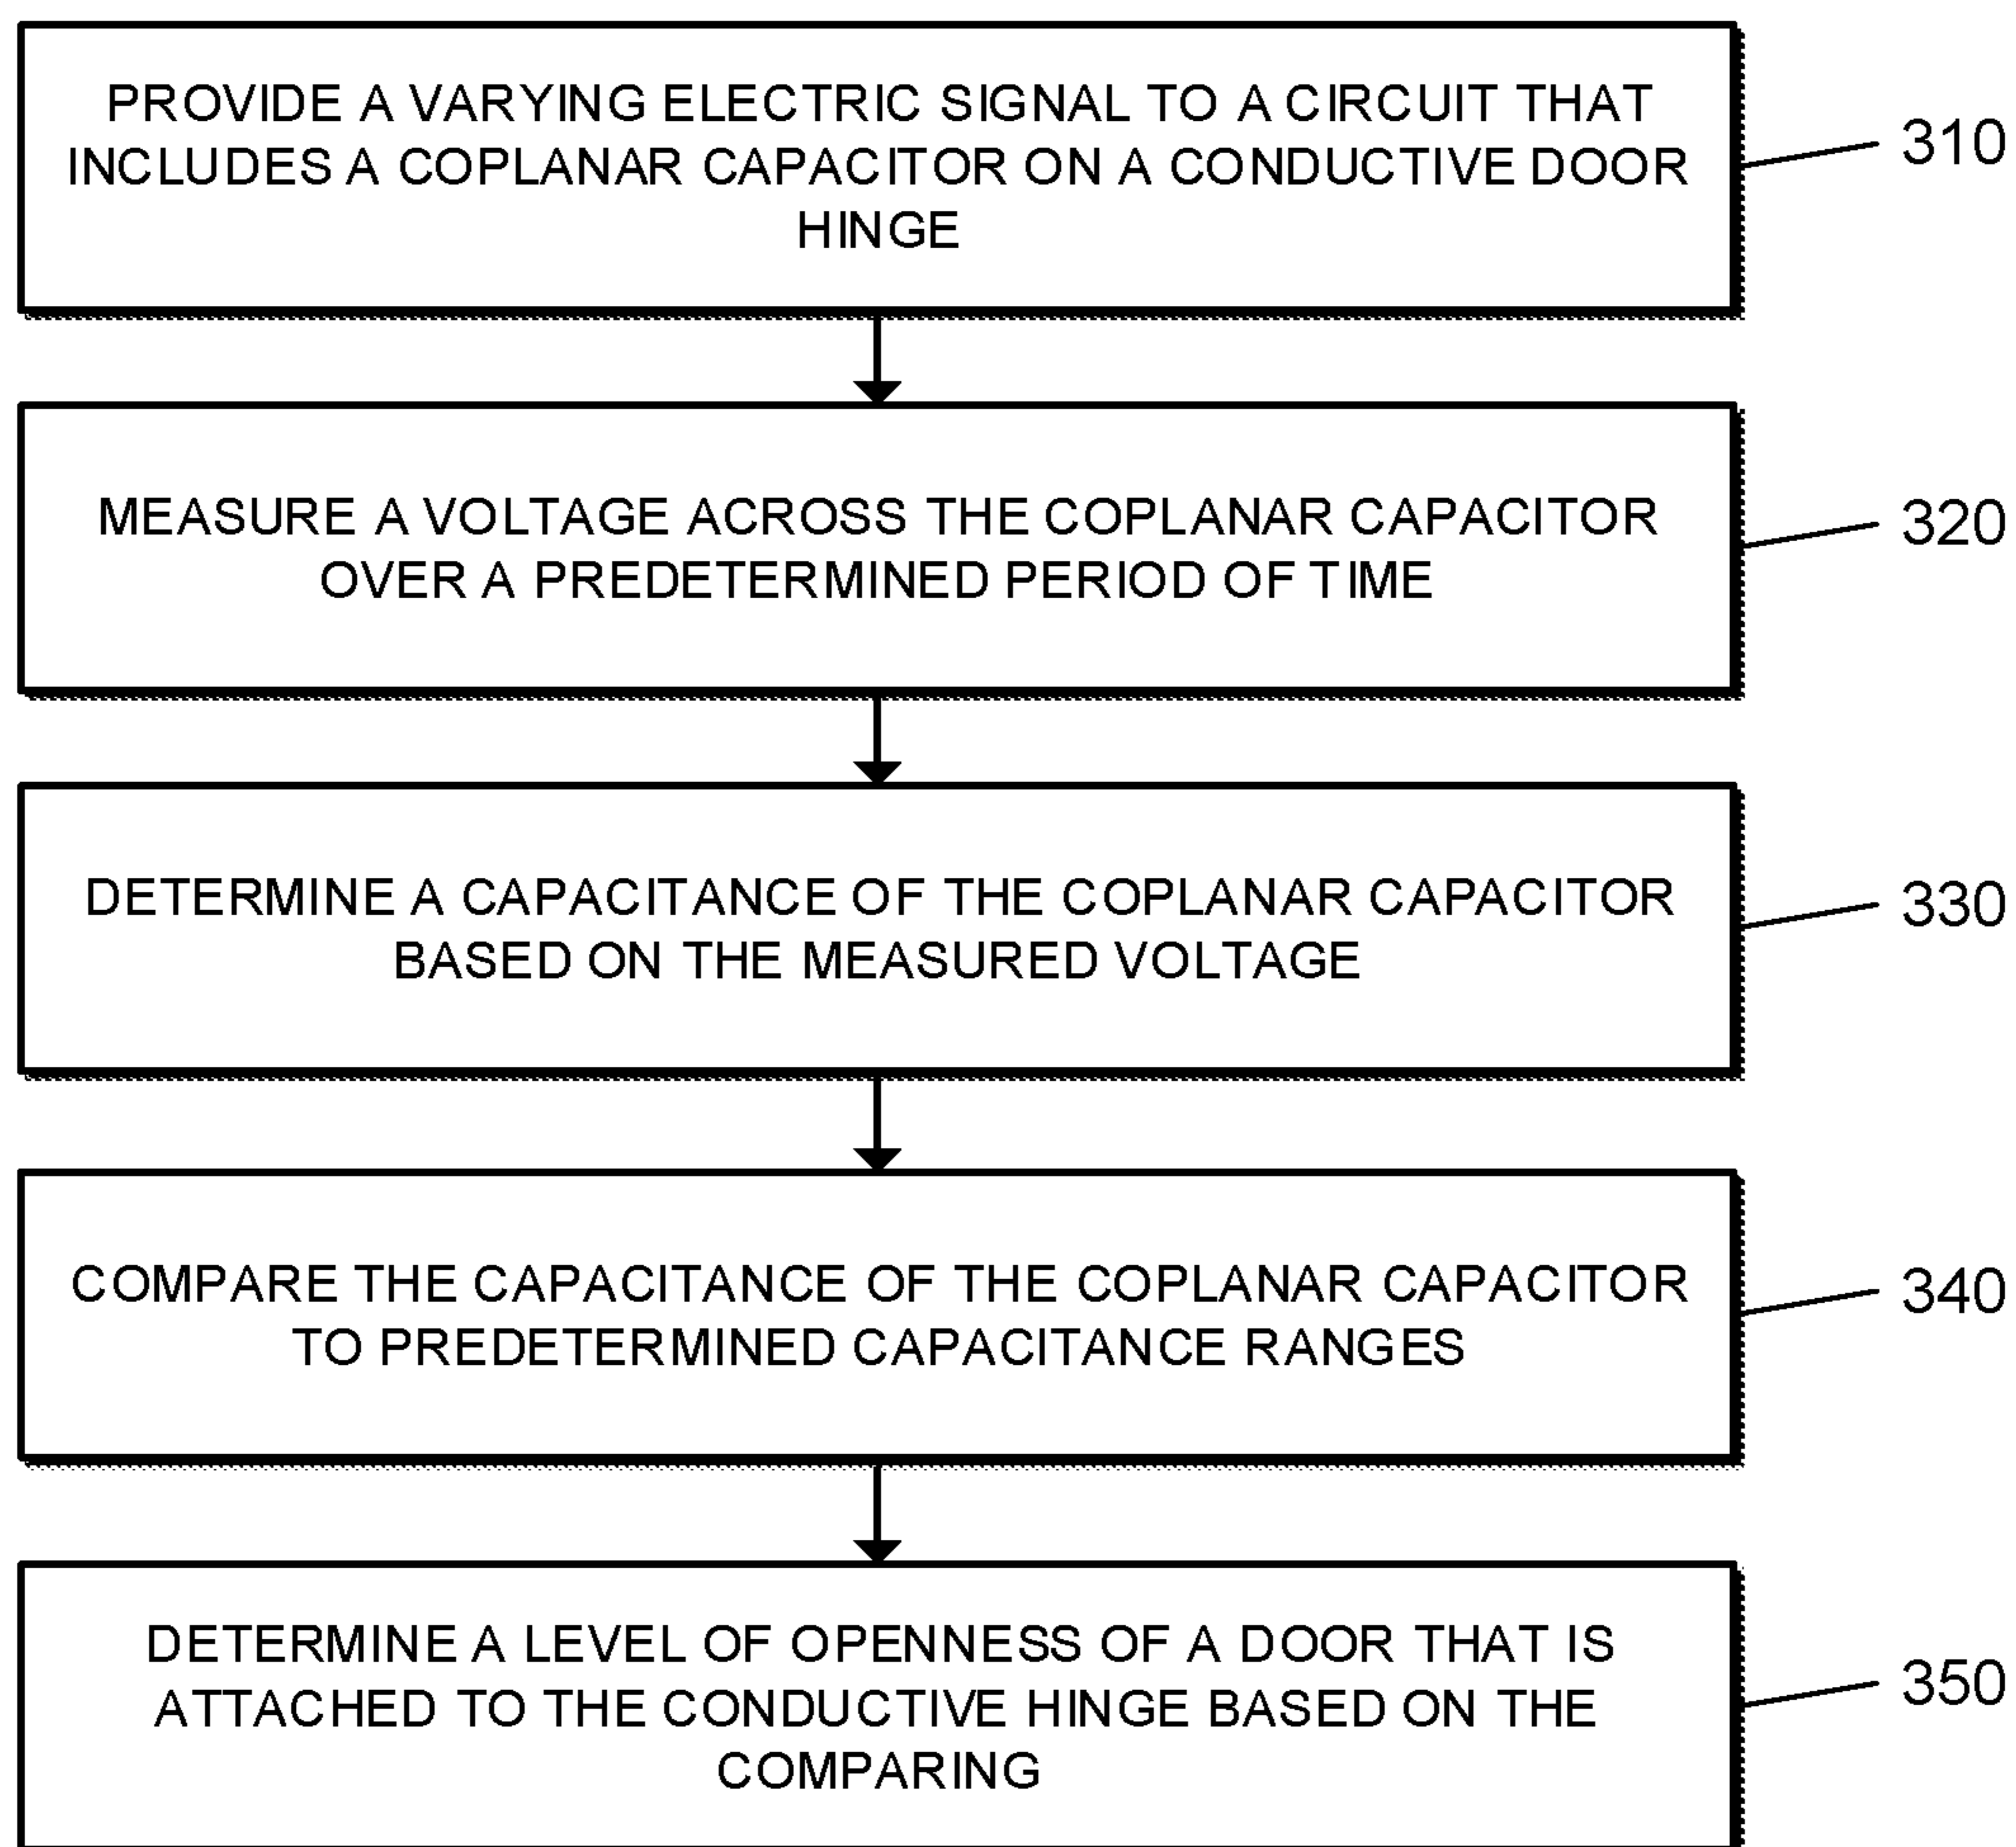 PROVIDE A VARYING ELECTRIC SIGNAL TO A CIRCUIT THAT
INCLUDES A COPLANAR CAPACITOR ON A CONDUCTIVE DOOR
HINGE
310
MEASURE A VOLTAGE ACROSS THE COPLANAR CAPACITOR
OVER A PREDETERMINED PERIOD OF TIME
320
DETERMINE A CAPACITANCE OF THE COPLANAR CAPACITOR
BASED ON THE MEASURED VOLTAGE
330
COMPARE THE CAPACITANCE OF THE COPLANAR CAPACITOR
TO PREDETERMINED CAPACITANCE RANGES
340
DETERMINE A LEVEL OF OPENNESS OF A DOOR THAT IS
ATTACHED TO THE CONDUCTIVE HINGE BASED ON THE
COMPARING
350